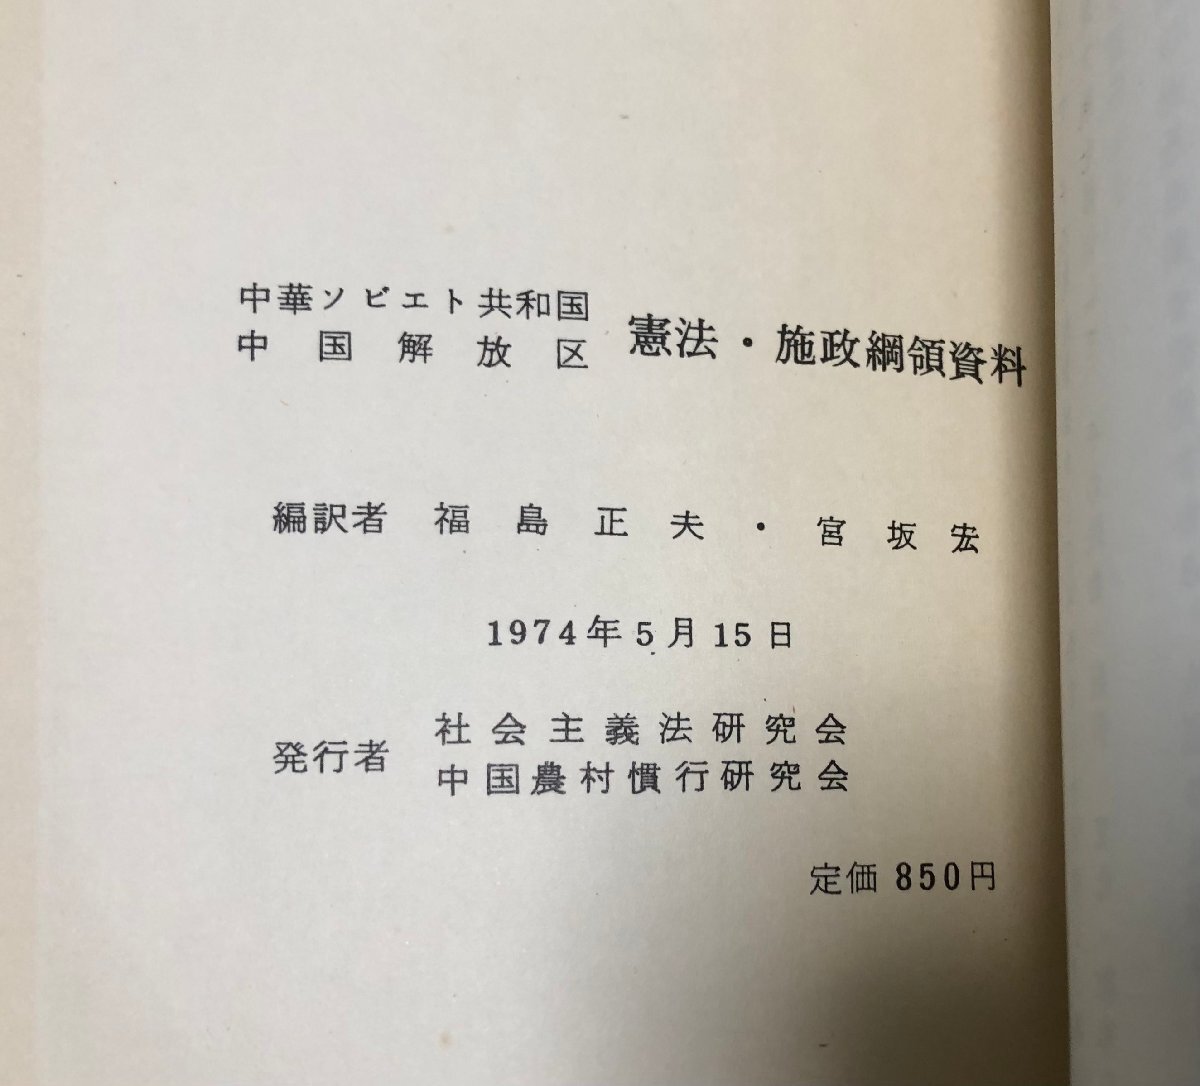 中華ソビエト共和国
中国解放区
憲法・施政綱領資料
編訳者 福島正夫・宮坂宏
1974年5月15日
発行者
社会主義法研究会
中国農村慣行研究会
定価 850円